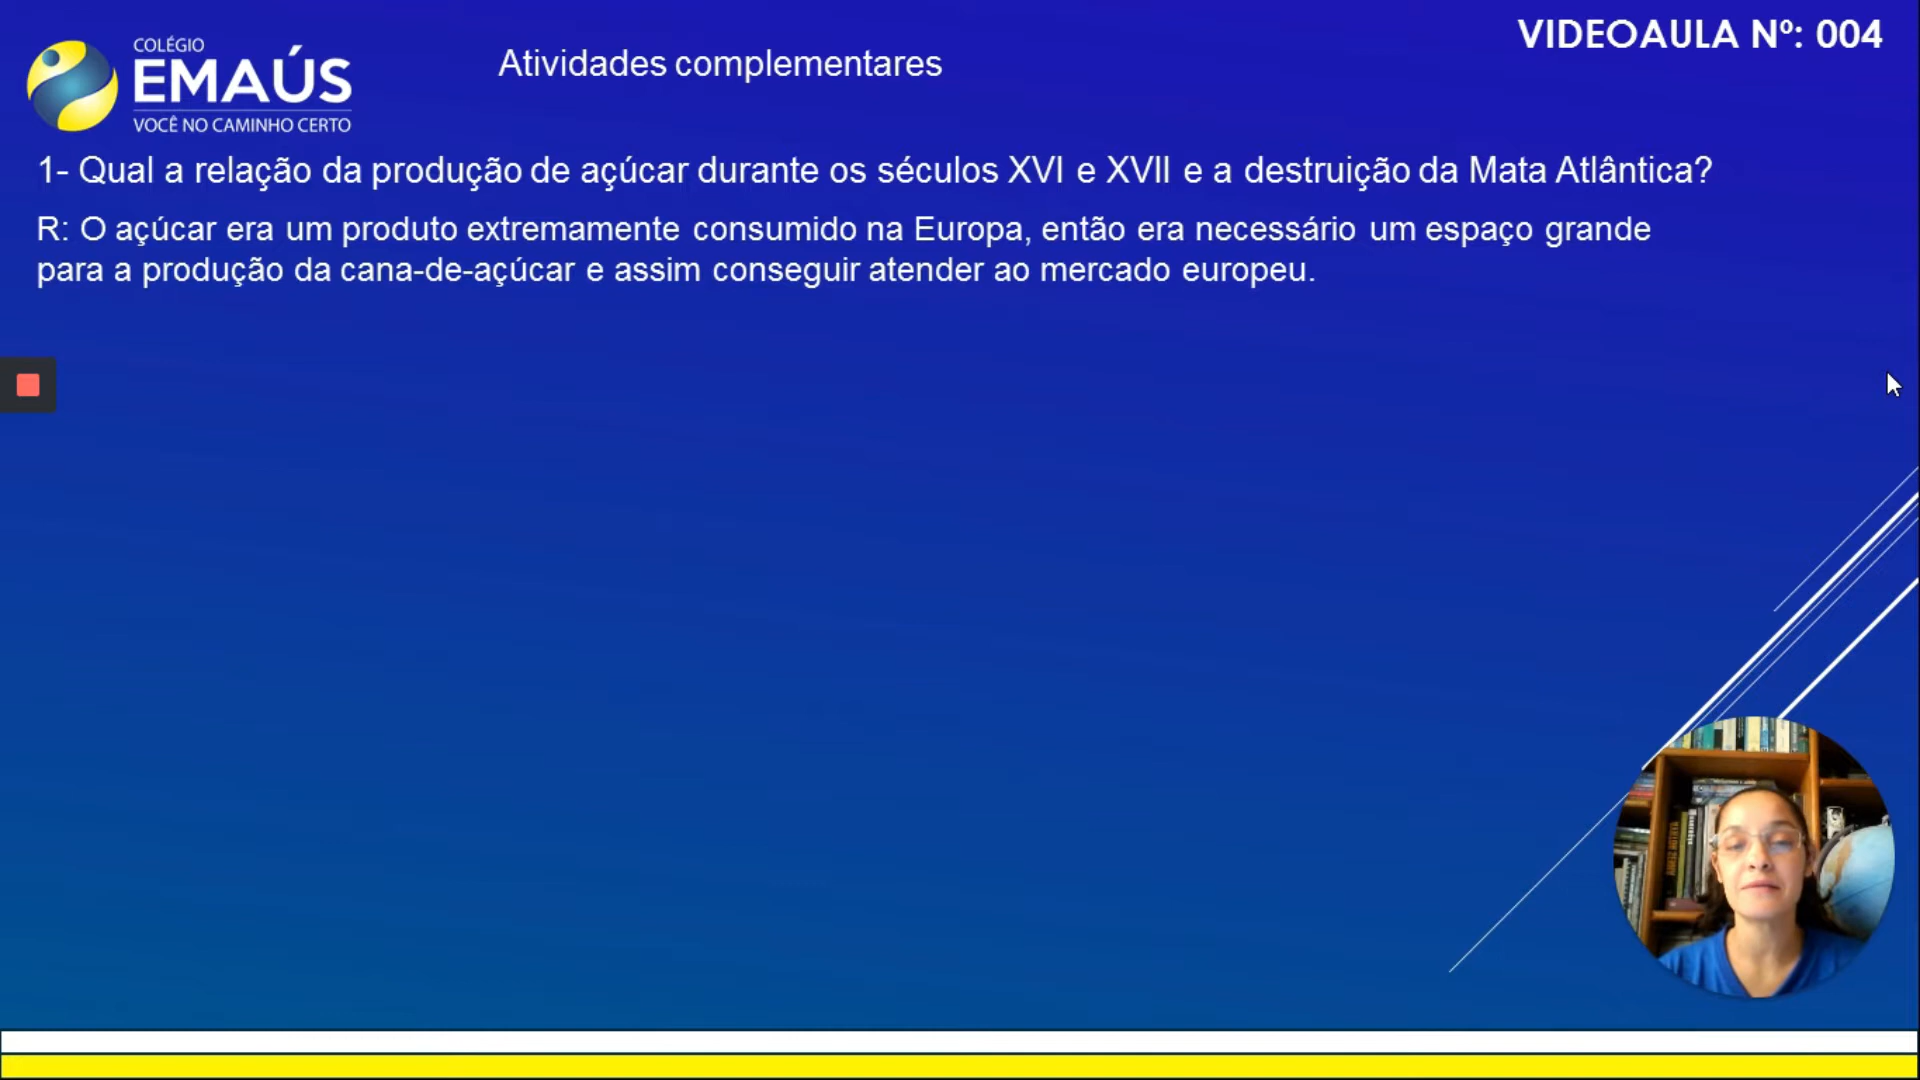 COLÉGIO
EMAÚS
VOCÊ NO CAMINHO CERTO
Atividades complementares
VIDEOAULA Nº: 004
1- Qual a relação da produção de açúcar durante os séculos XVI e XVII e a destruição da Mata Atlântica?
R: O açúcar era um produto extremamente consumido na Europa, então era necessário um espaço grande
para a produção da cana-de-açúcar e assim conseguir atender ao mercado europeu.